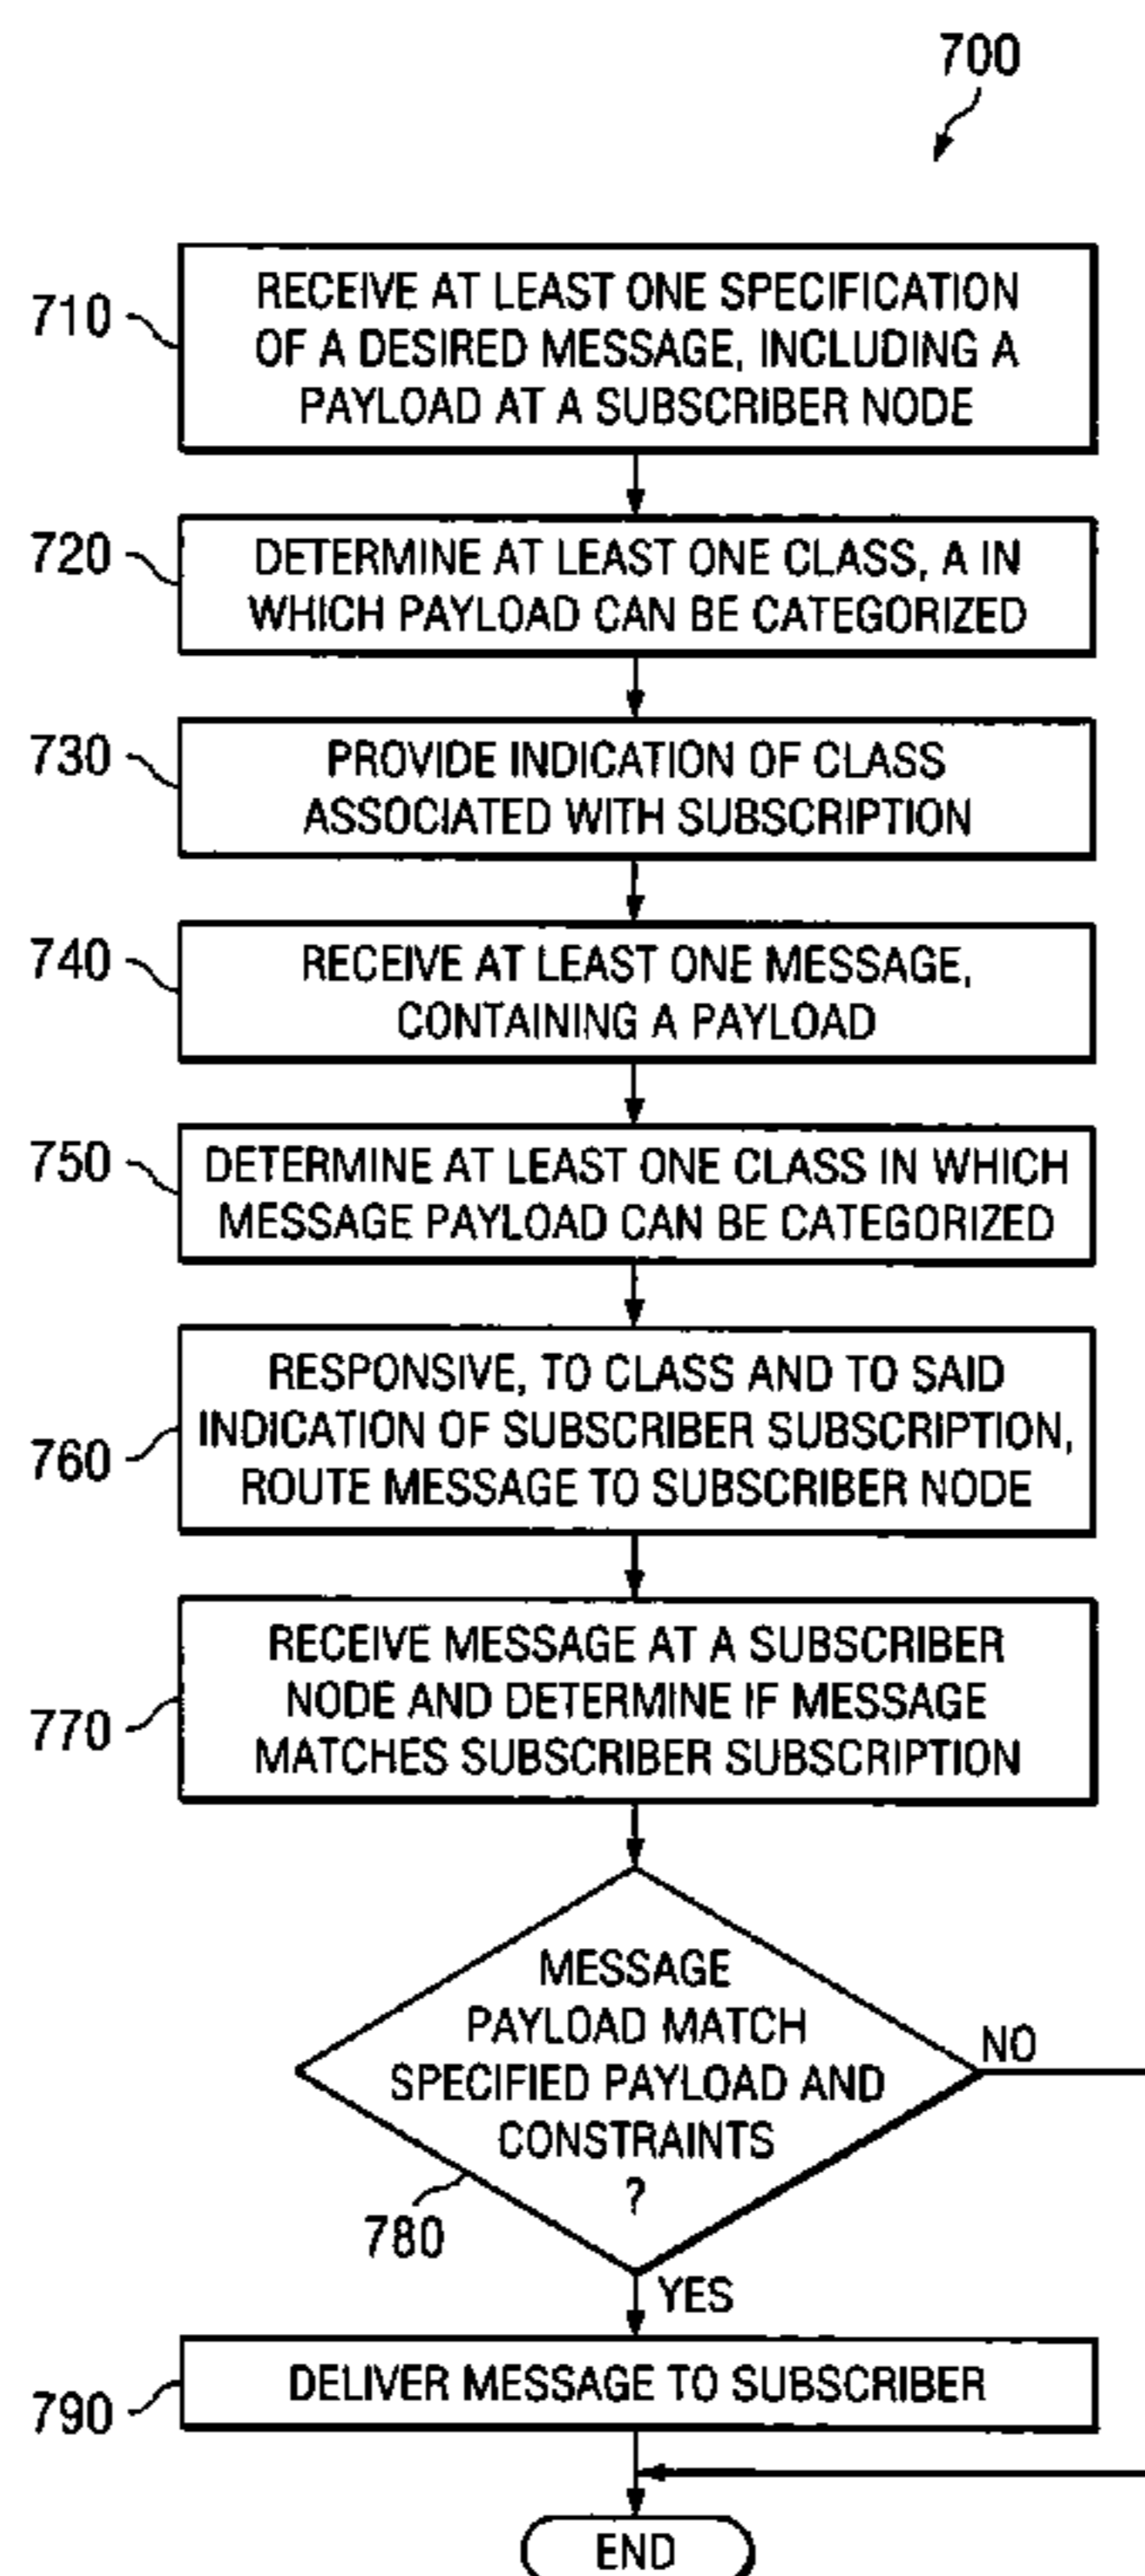 700
710
RECEIVE AT LEAST ONE SPECIFICATION
OF A DESIRED MESSAGE, INCLUDING A
PAYLOAD AT A SUBSCRIBER NODE
720
DETERMINE AT LEAST ONE CLASS, A IN
WHICH PAYLOAD CAN BE CATEGORIZED
730
PROVIDE INDICATION OF CLASS
ASSOCIATED WITH SUBSCRIPTION
740
RECEIVE AT LEAST ONE MESSAGE,
CONTAINING A PAYLOAD
750
DETERMINE AT LEAST ONE CLASS IN WHICH
MESSAGE PAYLOAD CAN BE CATEGORIZED
760
RESPONSIVE, TO CLASS AND TO SAID
INDICATION OF SUBSCRIBER SUBSCRIPTION,
ROUTE MESSAGE TO SUBSCRIBER NODE
770
RECEIVE MESSAGE AT A SUBSCRIBER
NODE AND DETERMINE IF MESSAGE
MATCHES SUBSCRIBER SUBSCRIPTION
MESSAGE
PAYLOAD MATCH
SPECIFIED PAYLOAD AND
CONSTRAINTS
?
NO
780
YES
790
DELIVER MESSAGE TO SUBSCRIBER
END